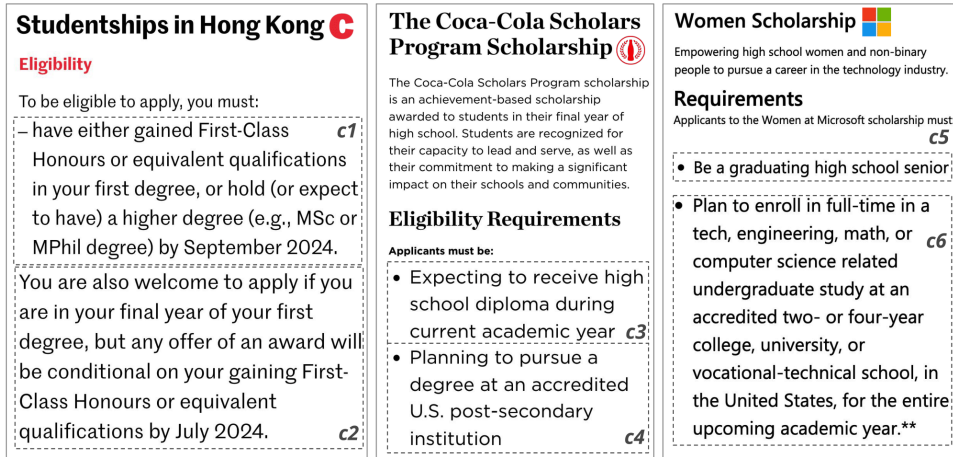 Studentships in Hong Kong C
Eligibility
To be eligible to apply, you must:
– have either gained First-Class c1
Honours or equivalent qualifications
in your first degree, or hold (or expect
to have) a higher degree (e.g., MSc or
MPhil degree) by September 2024.
You are also welcome to apply if you
are in your final year of your first
degree, but any offer of an award will
be conditional on your gaining First-
Class Honours or equivalent
qualifications by July 2024. c2
The Coca-Cola Scholars
Program Scholarship
The Coca-Cola Scholars Program scholarship
is an achievement-based scholarship
awarded to students in their final year of
high school. Students are recognized for
their capacity to lead and serve, as well as
their commitment to making a significant
impact on their schools and communities.
Eligibility Requirements
Applicants must be:
• Expecting to receive high
school diploma during
current academic year c3
• Planning to pursue a
degree at an accredited
U.S. post-secondary
institution c4
Women Scholarship
Empowering high school women and non-binary
people to pursue a career in the technology industry.
Requirements
Applicants to the Women at Microsoft scholarship must:
c5
• Be a graduating high school senior
• Plan to enroll in full-time in a
tech, engineering, math, or c6
computer science related
undergraduate study at an
accredited two- or four-year
college, university, or
vocational-technical school, in
the United States, for the entire
upcoming academic year.**